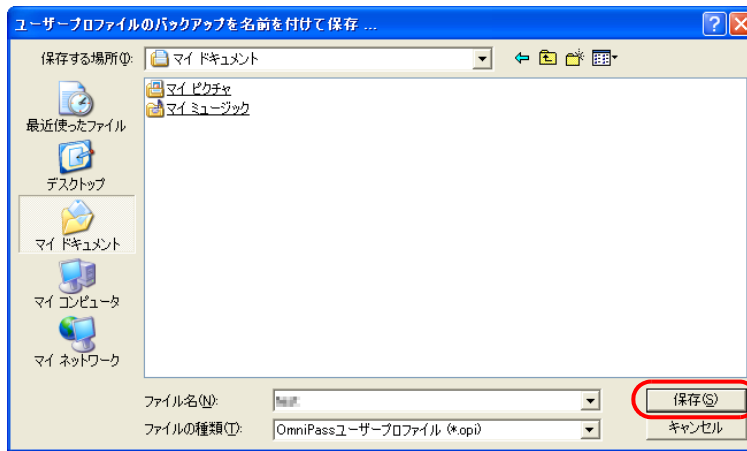 ユーザープロファイルのバックアップを名前を付けて保存 ...
保存する場所(I):
マイ ドキュメント
マイ ピクチャ
マイ ミュージック
最近使ったファイル
デスクトップ
マイ ドキュメント
マイ コンピュータ
マイ ネットワーク
ファイル名(N):
保存(S)
ファイルの種類(T):
OmniPassユーザープロファイル (*.opi)
キャンセル